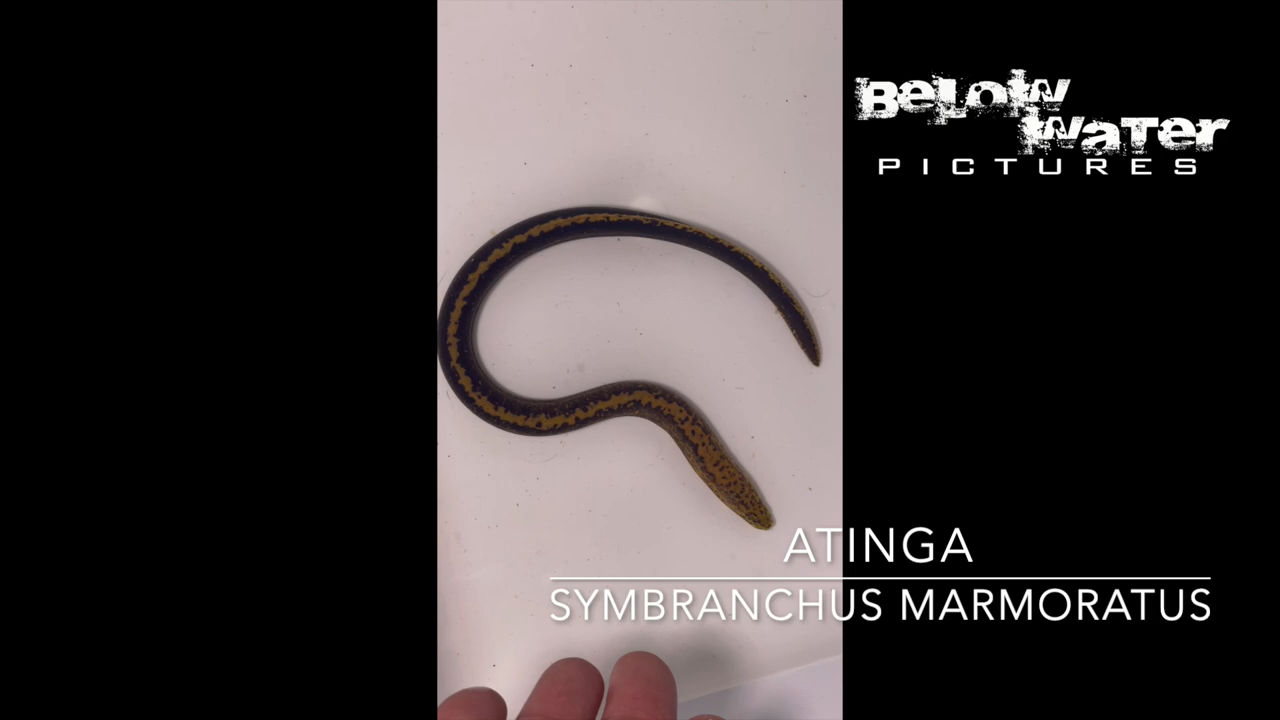 BELOW
WATER
PICTURES
ATINGA
SYMBRANCHUS MARMORATUS